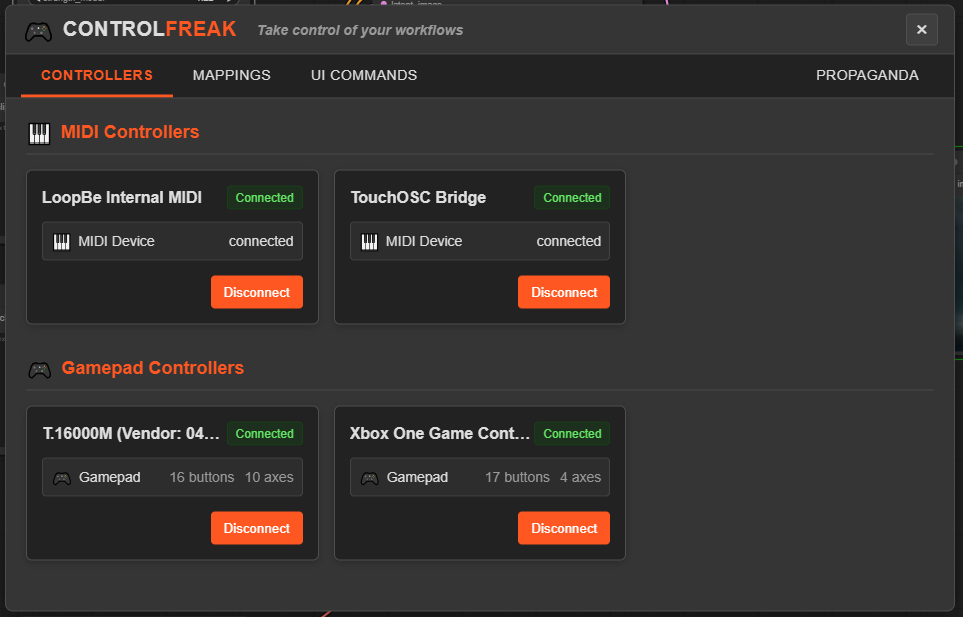 latent_image
CONTROLFREAK Take control of your workflows
CONTROLLERS MAPPINGS UI COMMANDS PROPAGANDA
MIDI Controllers
LoopBe Internal MIDI Connected
MIDI Device connected
Disconnect
TouchOSC Bridge Connected
MIDI Device connected
Disconnect
Gamepad Controllers
T.16000M (Vendor: 04... Connected
Gamepad 16 buttons 10 axes
Disconnect
Xbox One Game Cont... Connected
Gamepad 17 buttons 4 axes
Disconnect